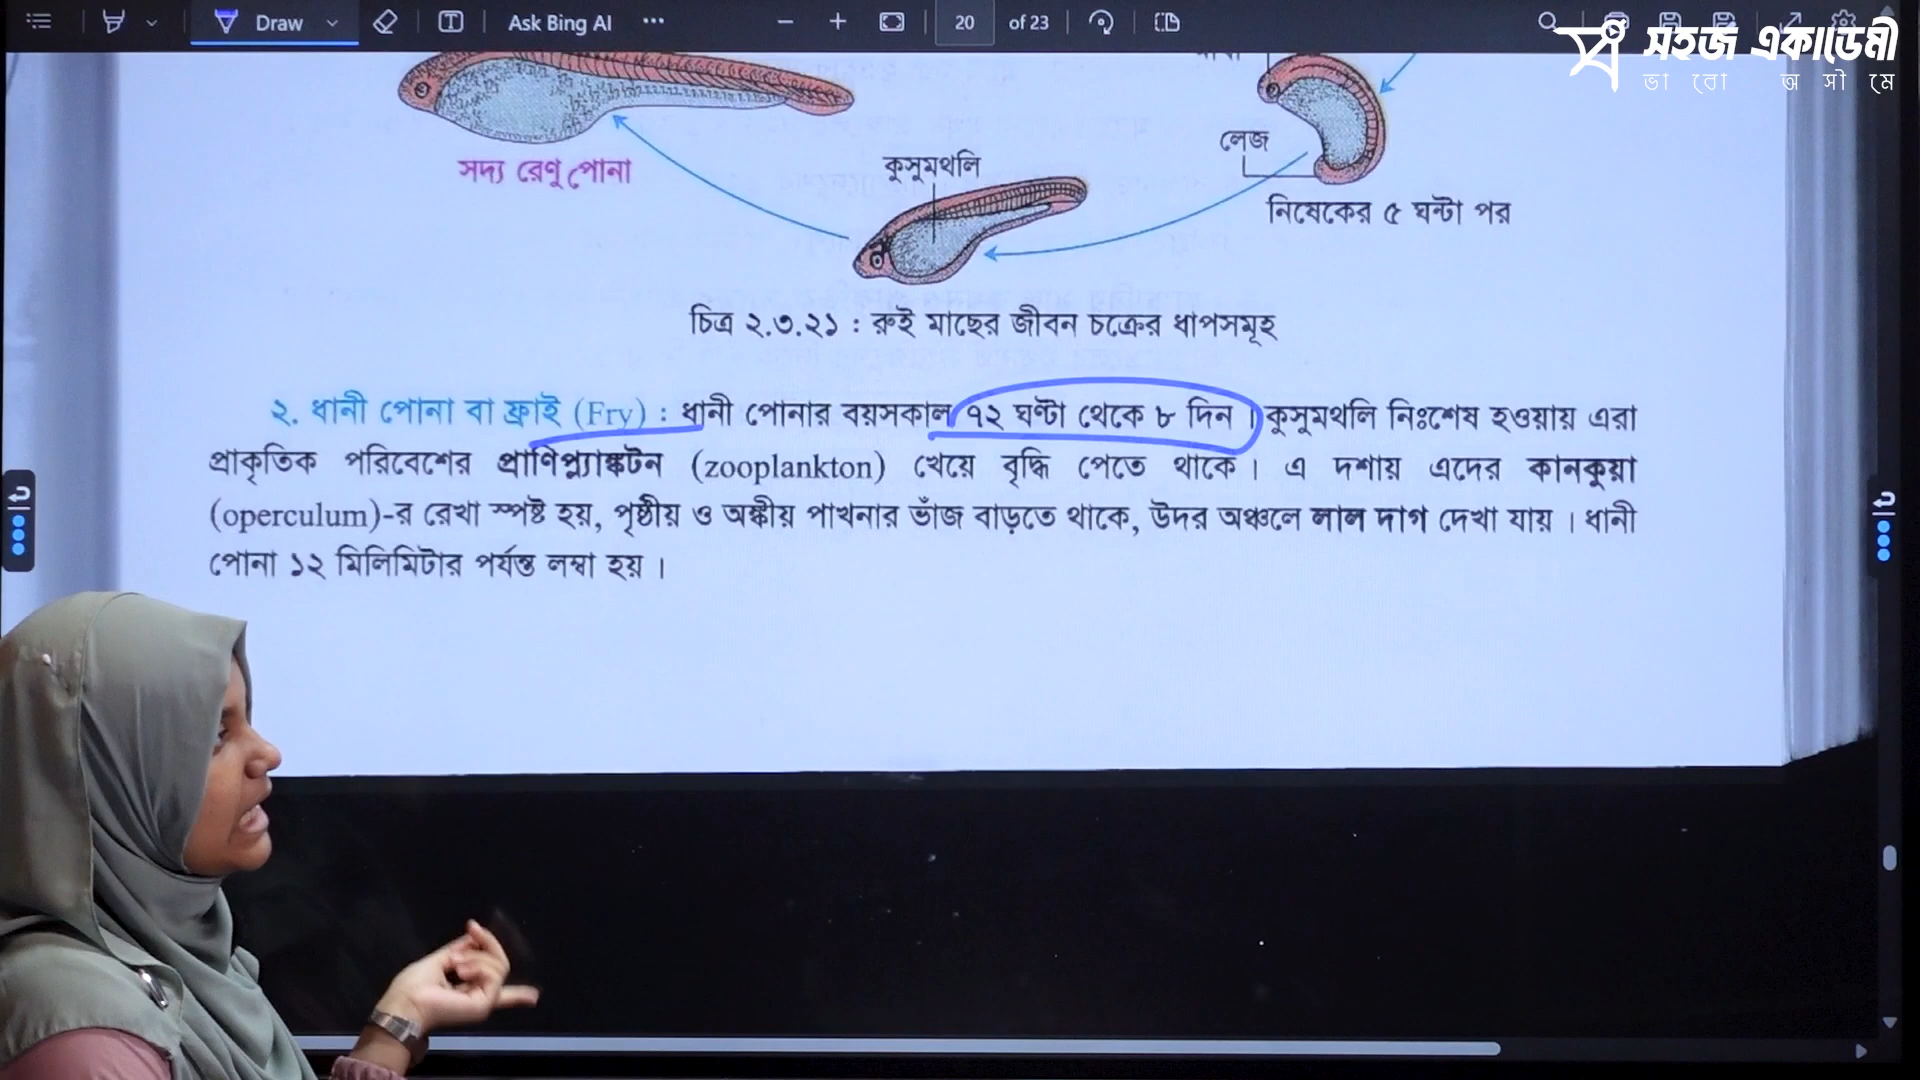 Draw
Ask Bing AI
20 of 23
সহজ একাডেমী
ভাবো অসীমে
লেজ
সদ্য রেণু পোনা
কুসুমথলি
নিষেকের ৫ ঘন্টা পর
চিত্র ২.৩.২১ : রুই মাছের জীবন চক্রের ধাপসমূহ
২. ধানী পোনা বা ফ্রাই (Fry) : ধানী পোনার বয়সকাল ৭২ ঘণ্টা থেকে ৮ দিন। কুসুমথলি নিঃশেষ হওয়ায় এরা
প্রাকৃতিক পরিবেশের প্রাণিপ্ল্যাঙ্কটন (zooplankton) খেয়ে বৃদ্ধি পেতে থাকে। এ দশায় এদের কানকুয়া
(operculum)-র রেখা স্পষ্ট হয়, পৃষ্ঠীয় ও অঙ্কীয় পাখনার ভাঁজ বাড়তে থাকে, উদর অঞ্চলে লাল দাগ দেখা যায়। ধানী
পোনা ১২ মিলিমিটার পর্যন্ত লম্বা হয়।